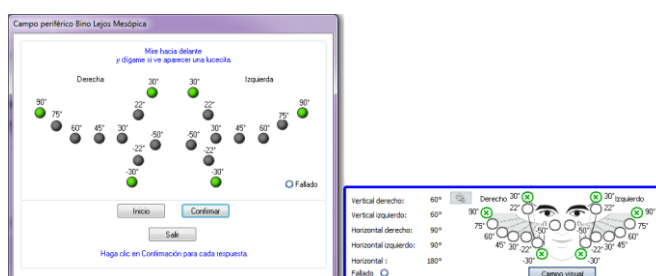 Campo periférico Bino Lejos Mesópica
Mire hacia delante
y dígame si ve aparecer una lucecita.
Derecha 30° 30° Izquierda
90° 22° 22° 90°
75° 75°
60° 45° 30° -50° -50° 30° 45° 60°
-22° -22°
-30° -30°
Fallado
Inicio Confirmar
Salir
Haga clic en Confirmación para cada respuesta.
Vertical derecho: 60°
Vertical izquierdo: 60°
Horizontal derecho: 90°
Horizontal izquierdo: 90°
Horizontal : 180°
Fallado
Derecho 30° 30° Izquierdo
90° 22° 22° 90°
75° 75°
60° -50° -50° 60°
45° 30° -22° -22° 30° 45°
-30° -30°
Campo visual